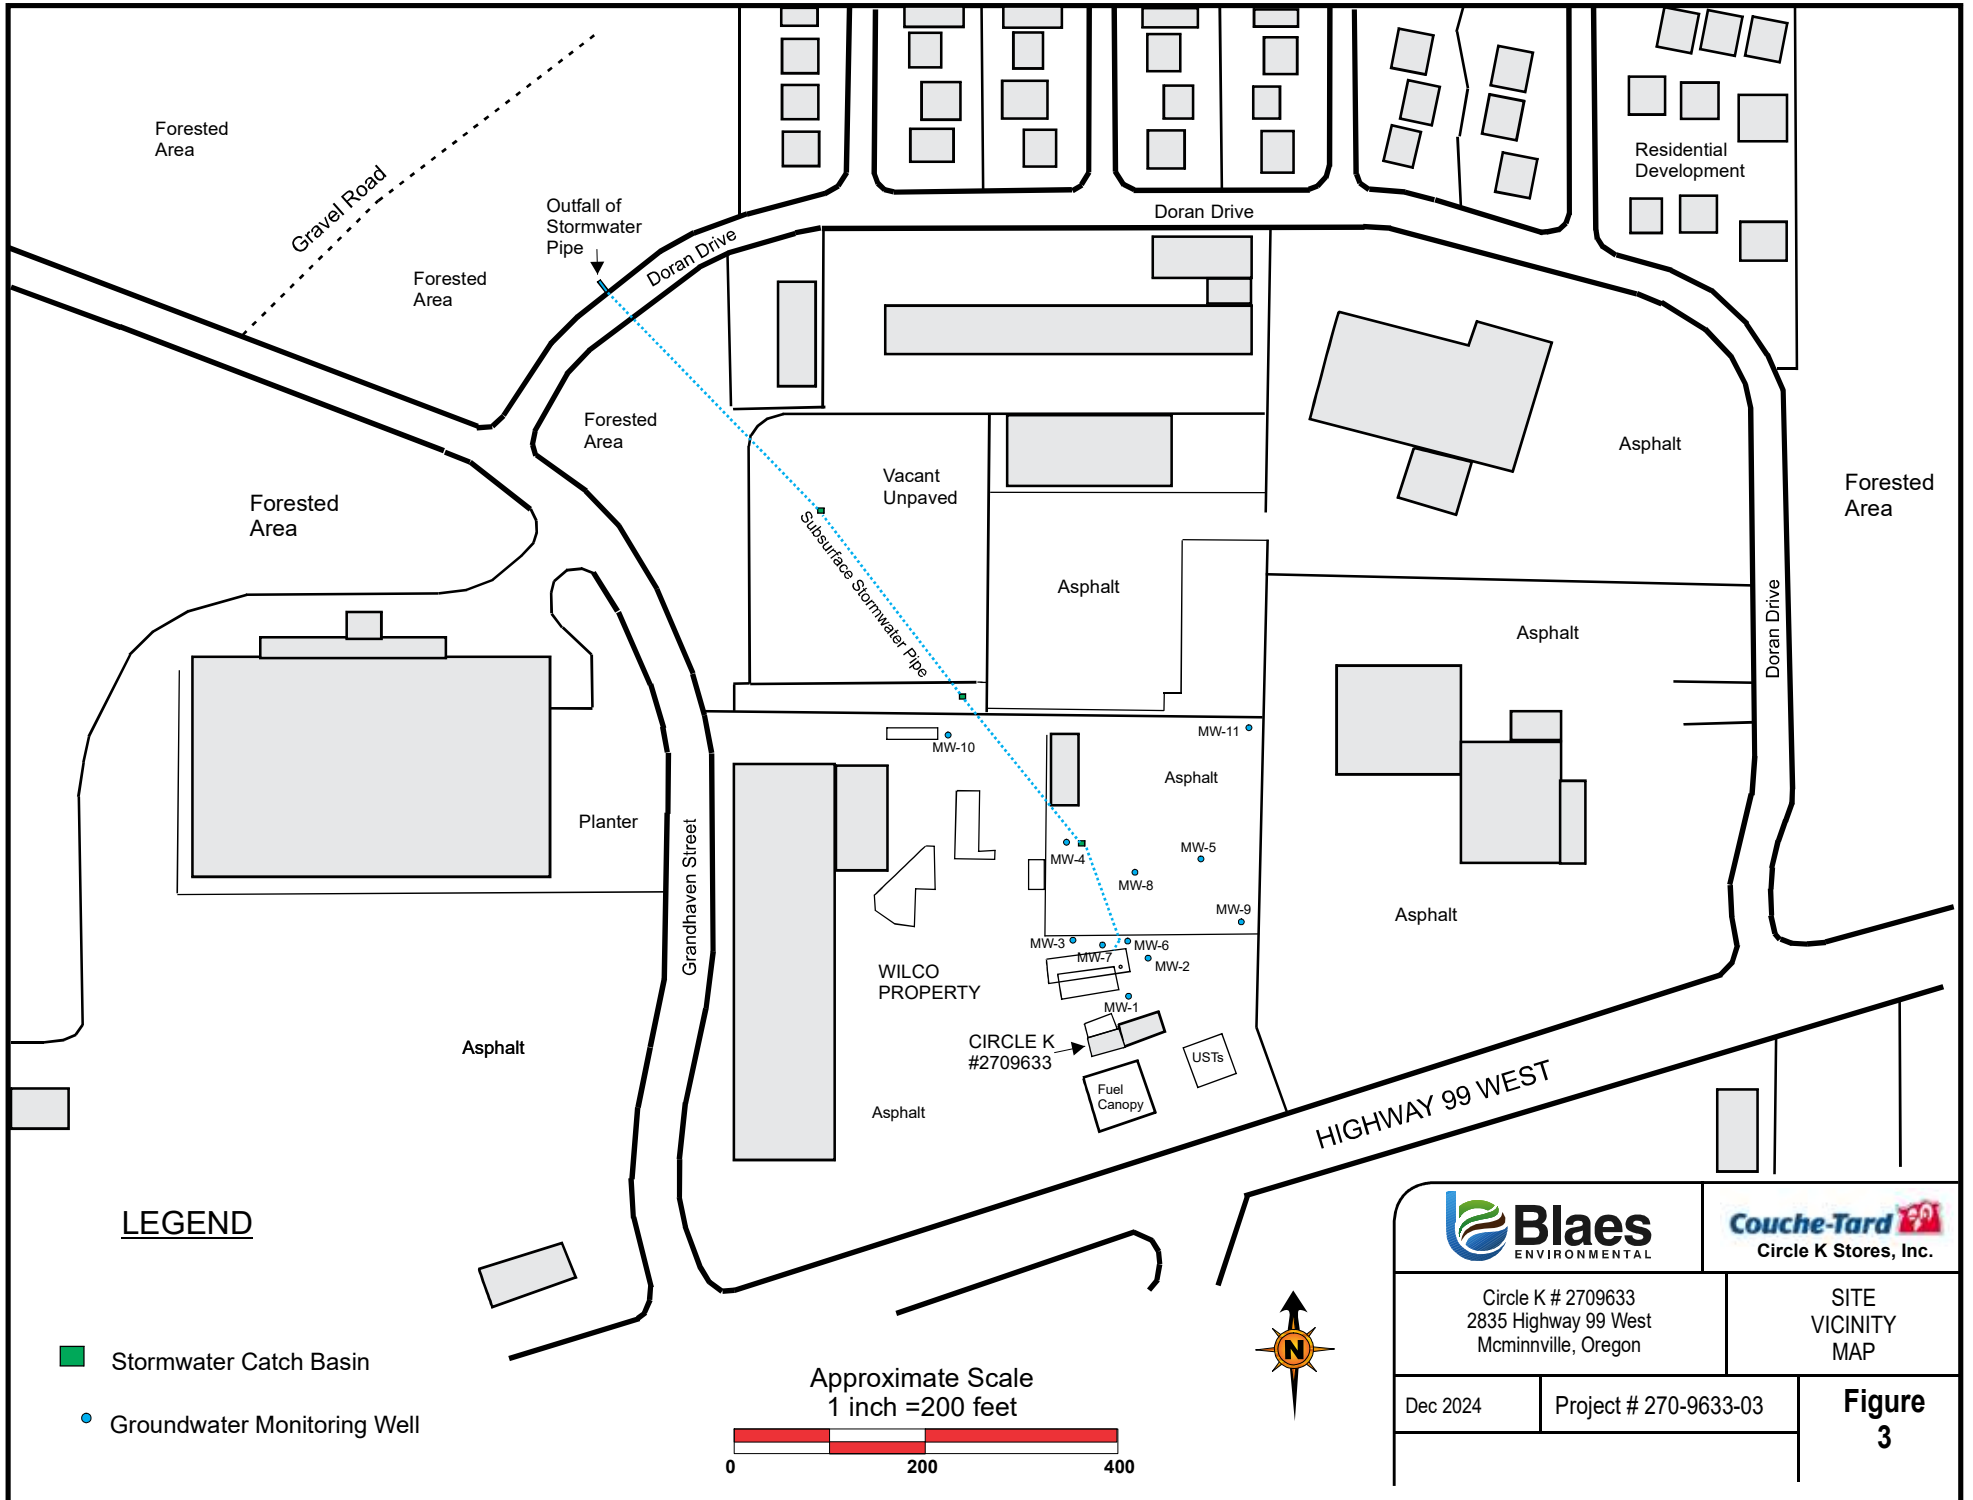 Forested
Area
Gravel Road
Outfall of
Stormwater
Pipe
Forested
Area
Doran Drive
Doran Drive
Residential
Development
Forested
Area
Vacant
Unpaved
Asphalt
Forested
Area
Forested
Area
Subsurface Stormwater Pipe
Asphalt
Asphalt
Doran Drive
MW-10
MW-11
Asphalt
Planter
Grandhaven Street
MW-4
MW-5
MW-8
MW-9
Asphalt
MW-3
MW-7
MW-6
MW-2
WILCO
PROPERTY
MW-1
CIRCLE K
#2709633
USTs
Fuel
Canopy
Asphalt
Asphalt
HIGHWAY 99 WEST
LEGEND
Stormwater Catch Basin
Groundwater Monitoring Well
Approximate Scale
1 inch =200 feet
0 200 400
N
Blaes
ENVIRONMENTAL
Couche-Tard
Circle K Stores, Inc.
Circle K # 2709633
2835 Highway 99 West
Mcminnville, Oregon
SITE
VICINITY
MAP
Dec 2024
Project # 270-9633-03
Figure
3